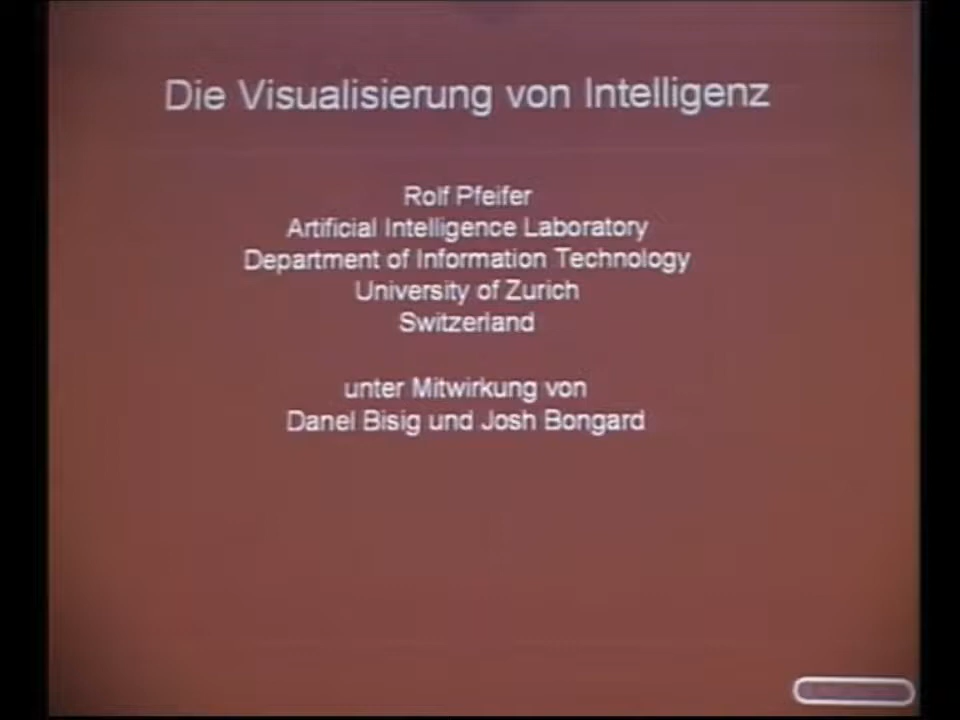 Die Visualisierung von Intelligenz
Rolf Pfeifer
Artificial Intelligence Laboratory
Department of Information Technology
University of Zurich
Switzerland
unter Mitwirkung von
Danel Bisig und Josh Bongard